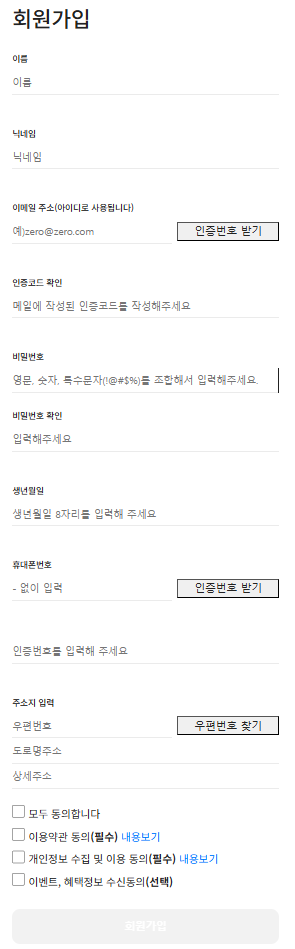 회원가입
이름
이름
닉네임
닉네임
이메일 주소(아이디로 사용됩니다)
예)zero@zero.com 인증번호 받기
인증코드 확인
메일에 작성된 인증코드를 작성해주세요
비밀번호
영문, 숫자, 특수문자(!@#$%)를 조합해서 입력해주세요.
비밀번호 확인
입력해주세요
생년월일
생년월일 8자리를 입력해 주세요
휴대폰번호
- 없이 입력 인증번호 받기
인증번호를 입력해 주세요
주소지 입력
우편번호 우편번호 찾기
도로명주소
상세주소
모두 동의합니다
이용약관 동의(필수) 내용보기
개인정보 수집 및 이용 동의(필수) 내용보기
이벤트, 혜택정보 수신동의(선택)
회원가입